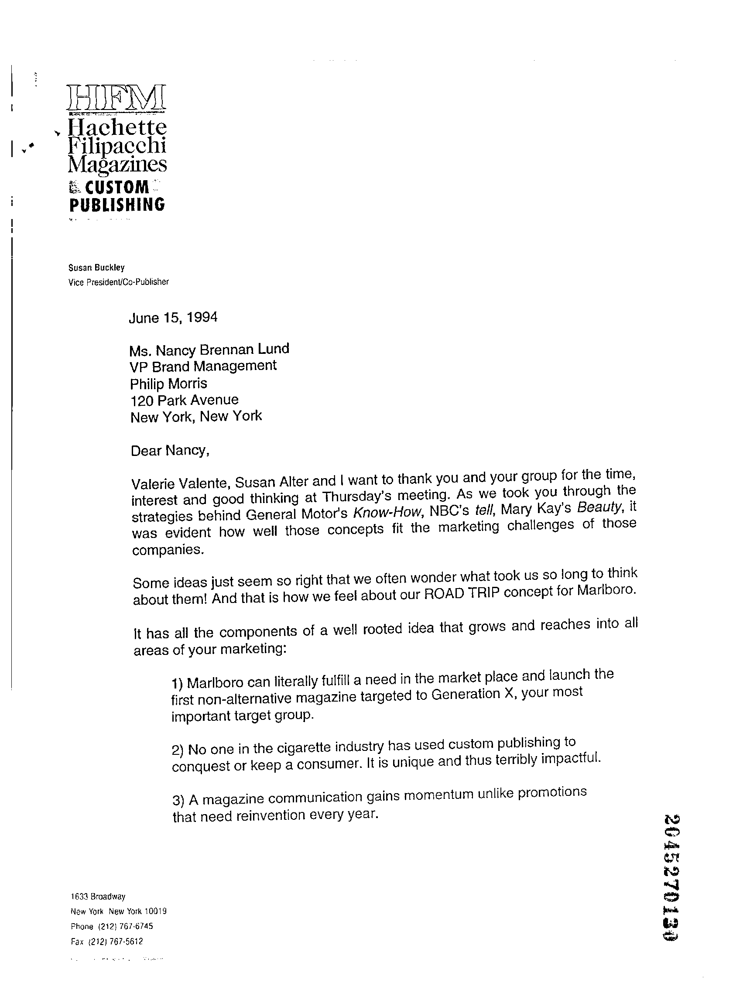 HFM
Hachette
Filipacchi
Magazines
& CUSTOM
PUBLISHING
Susan Buckley
Vice President/Co-Publisher
June 15, 1994
Ms. Nancy Brennan Lund
VP Brand Management
Philip Morris
120 Park Avenue
New York, New York
Dear Nancy,
Valerie Valente, Susan Alter and I want to thank you and your group for the time,
interest and good thinking at Thursday's meeting. As we took you through the
strategies behind General Motor's Know-How, NBC's tell, Mary Kay's Beauty, it
was evident how well those concepts fit the marketing challenges of those
companies.
Some ideas just seem so right that we often wonder what took us so long to think
about them! And that is how we feel about our ROAD TRIP concept for Marlboro.
It has all the components of a well rooted idea that grows and reaches into all
areas of your marketing:
1) Marlboro can literally fulfill a need in the market place and launch the
first non-alternative magazine targeted to Generation X, your most
important target group.
2) No one in the cigarette industry has used custom publishing to
conquest or keep a consumer. It is unique and thus terribly impactful.
3) A magazine communication gains momentum unlike promotions
that need reinvention every year.
2045270130
1633 Broadway
New York New York 10019
Phone (212) 767-6745
Fax (212) 767-5612